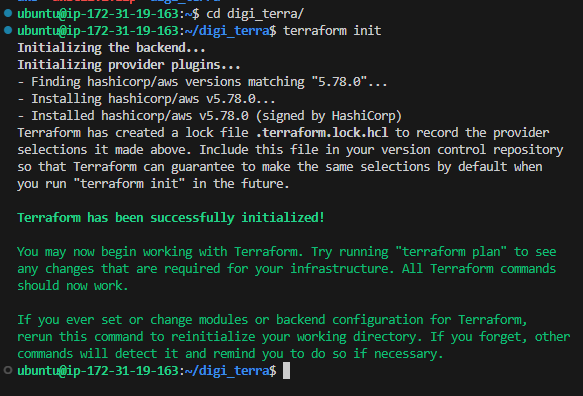 ubuntu@ip-172-31-19-163:~$ cd digi_terra/
ubuntu@ip-172-31-19-163:~/digi_terra$ terraform init
Initializing the backend...
Initializing provider plugins...
- Finding hashicorp/aws versions matching "5.78.0"...
- Installing hashicorp/aws v5.78.0...
- Installed hashicorp/aws v5.78.0 (signed by HashiCorp)
Terraform has created a lock file .terraform.lock.hcl to record the provider
selections it made above. Include this file in your version control repository
so that Terraform can guarantee to make the same selections by default when
you run "terraform init" in the future.
Terraform has been successfully initialized!
You may now begin working with Terraform. Try running "terraform plan" to see
any changes that are required for your infrastructure. All Terraform commands
should now work.
If you ever set or change modules or backend configuration for Terraform,
rerun this command to reinitialize your working directory. If you forget, other
commands will detect it and remind you to do so if necessary.
ubuntu@ip-172-31-19-163:~/digi_terra$